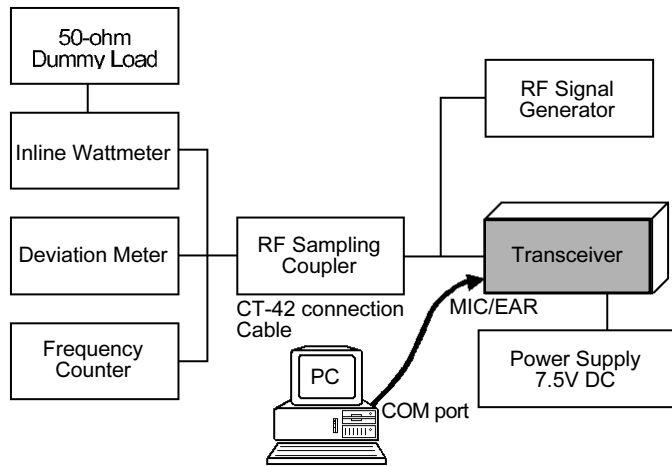 50-ohm
Dummy Load
RF Signal
Generator
Inline Wattmeter
Deviation Meter
RF Sampling
Coupler
Transceiver
CT-42 connection
Cable
MIC/EAR
Frequency
Counter
PC
COM port
Power Supply
7.5V DC